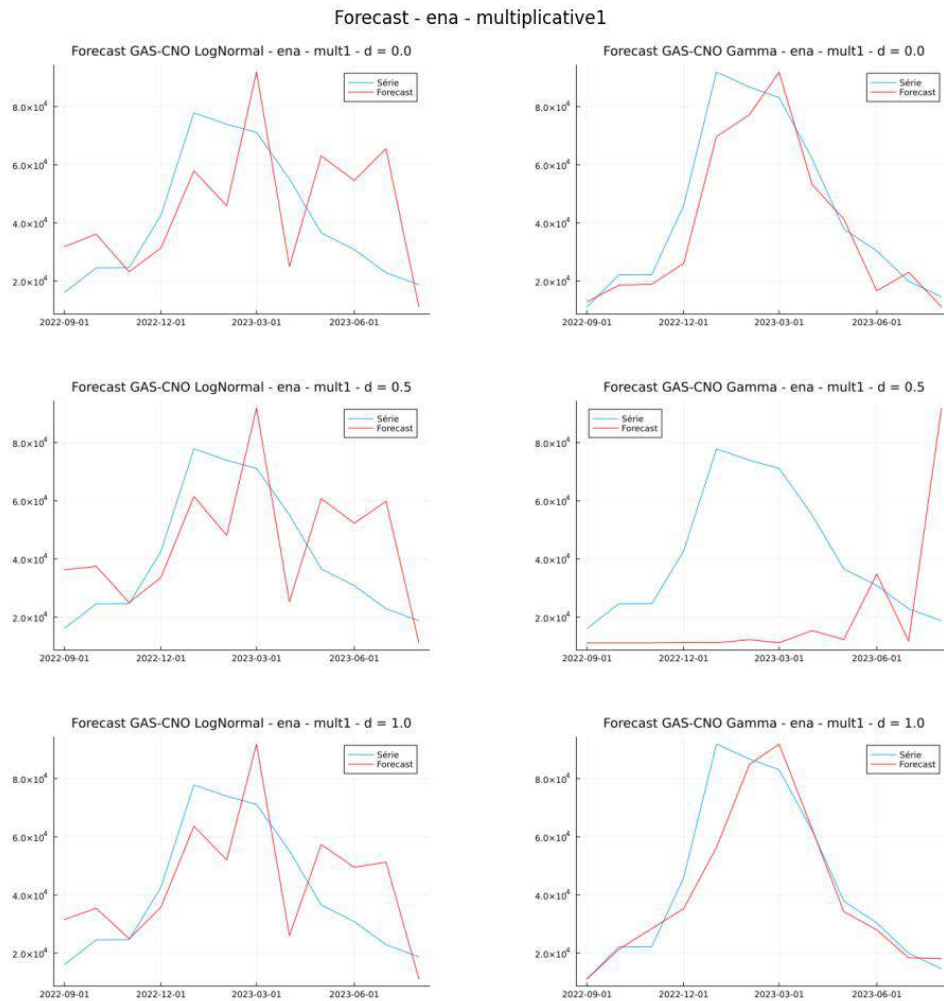 Forecast - ena - multiplicative1
Forecast GAS-CNO LogNormal - ena - mult1 - d = 0.0
Série
Forecast
8.0×10⁴
6.0×10⁴
4.0×10⁴
2.0×10⁴
2022-09-01 2022-12-01 2023-03-01 2023-06-01
Forecast GAS-CNO Gamma - ena - mult1 - d = 0.0
Série
Forecast
8.0×10⁴
6.0×10⁴
4.0×10⁴
2.0×10⁴
2022-09-01 2022-12-01 2023-03-01 2023-06-01
Forecast GAS-CNO LogNormal - ena - mult1 - d = 0.5
Série
Forecast
8.0×10⁴
6.0×10⁴
4.0×10⁴
2.0×10⁴
2022-09-01 2022-12-01 2023-03-01 2023-06-01
Forecast GAS-CNO Gamma - ena - mult1 - d = 0.5
Série
Forecast
8.0×10⁴
6.0×10⁴
4.0×10⁴
2.0×10⁴
2022-09-01 2022-12-01 2023-03-01 2023-06-01
Forecast GAS-CNO LogNormal - ena - mult1 - d = 1.0
Série
Forecast
8.0×10⁴
6.0×10⁴
4.0×10⁴
2.0×10⁴
2022-09-01 2022-12-01 2023-03-01 2023-06-01
Forecast GAS-CNO Gamma - ena - mult1 - d = 1.0
Série
Forecast
8.0×10⁴
6.0×10⁴
4.0×10⁴
2.0×10⁴
2022-09-01 2022-12-01 2023-03-01 2023-06-01